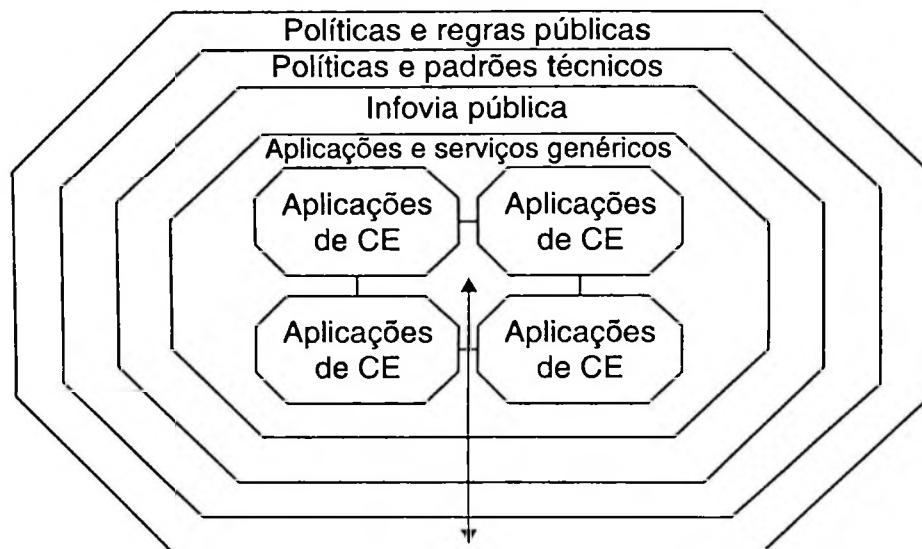 Políticas e regras públicas
Políticas e padrões técnicos
Infovia pública
Aplicações e serviços genéricos
Aplicações
de CE
Aplicações
de CE
Aplicações
de CE
Aplicações
de CE